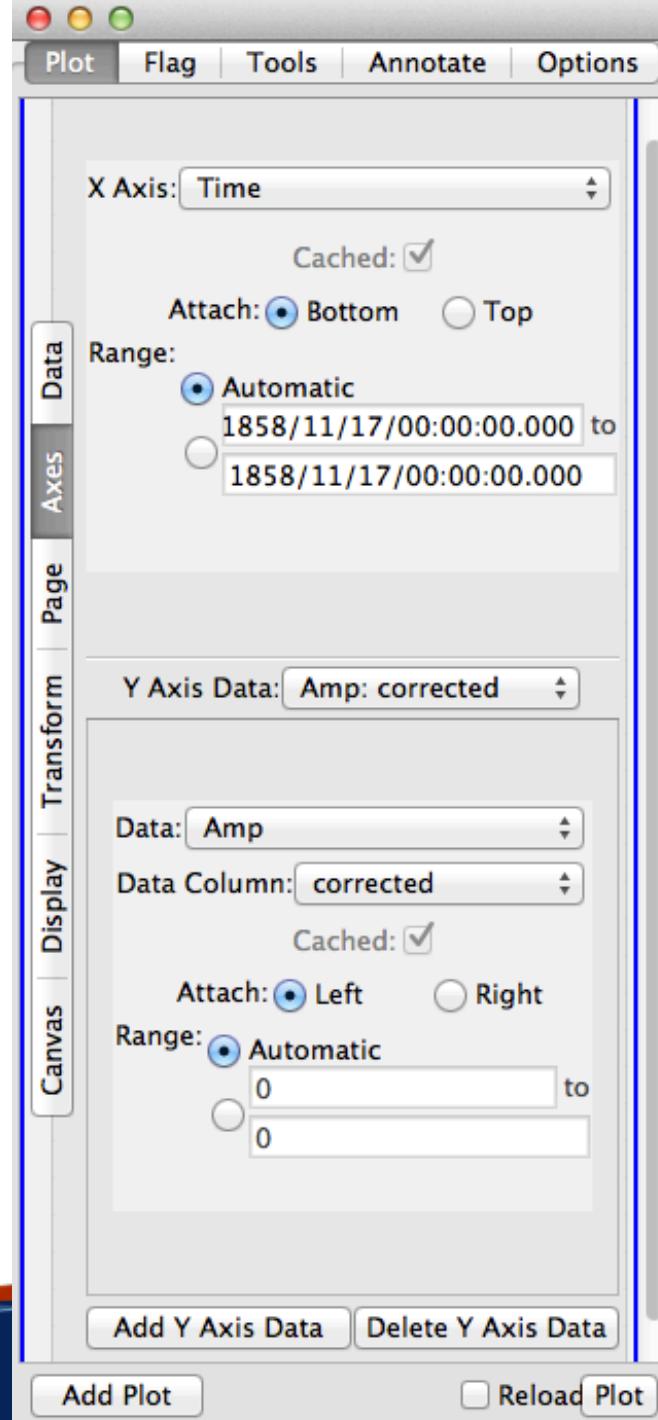 Plot Flag Tools Annotate Options
X Axis: Time
Cached:
Attach: Bottom Top
Range:
Automatic
1858/11/17/00:00:00.000 to
1858/11/17/00:00:00.000
Data
Axes
Page
Transform
Display
Canvas
Y Axis Data: Amp: corrected
Data: Amp
Data Column: corrected
Cached:
Attach: Left Right
Range:
Automatic
0 to
0
Add Y Axis Data Delete Y Axis Data
Add Plot Reload Plot